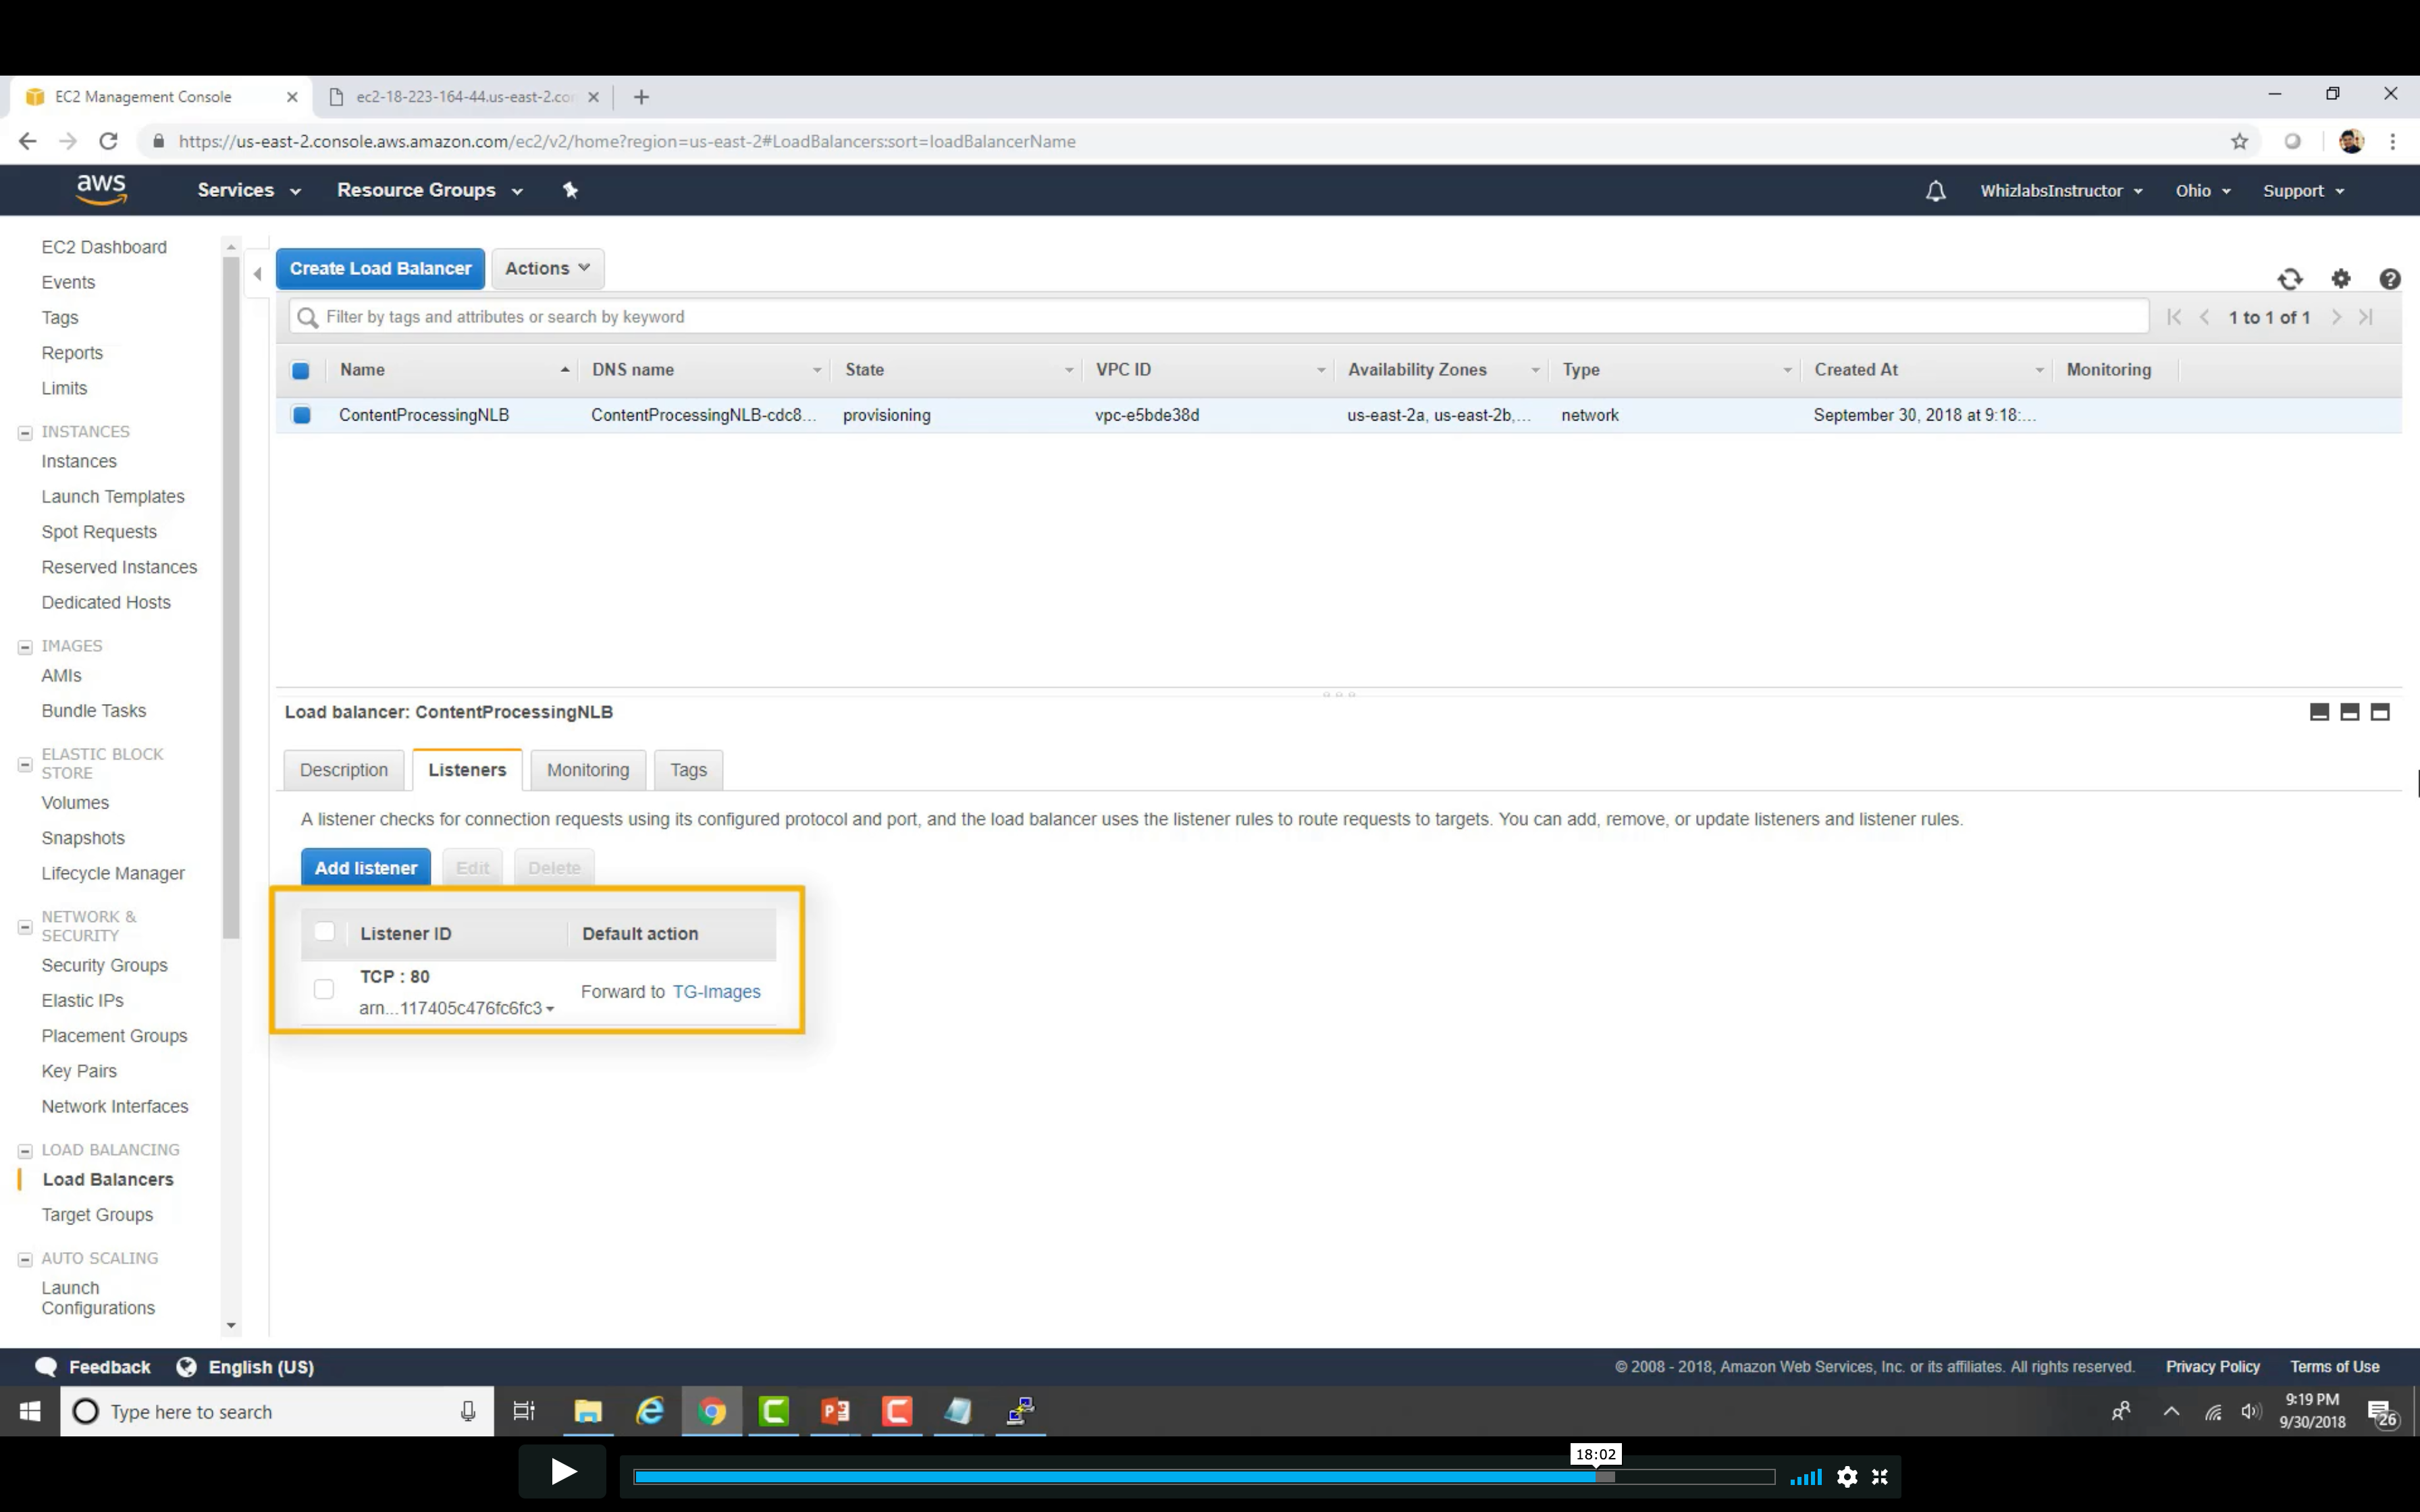 EC2 Management Console
ec2-18-223-164-44.us-east-2.co
https://us-east-2.console.aws.amazon.com/ec2/v2/home?region=us-east-2#LoadBalancers:sort=loadBalancerName
aws Services Resource Groups WhizlabsInstructor Ohio Support
EC2 Dashboard
Events
Tags
Reports
Limits
INSTANCES
Instances
Launch Templates
Spot Requests
Reserved Instances
Dedicated Hosts
IMAGES
AMIs
Bundle Tasks
ELASTIC BLOCK
STORE
Volumes
Snapshots
Lifecycle Manager
NETWORK &
SECURITY
Security Groups
Elastic IPs
Placement Groups
Key Pairs
Network Interfaces
LOAD BALANCING
Load Balancers
Target Groups
AUTO SCALING
Launch
Configurations
Create Load Balancer Actions
Filter by tags and attributes or search by keyword 1 to 1 of 1
Name DNS name State VPC ID Availability Zones Type Created At Monitoring
ContentProcessingNLB ContentProcessingNLB-cdc8... provisioning vpc-e5bde38d us-east-2a, us-east-2b,... network September 30, 2018 at 9:18:...
Load balancer: ContentProcessingNLB
Description Listeners Monitoring Tags
A listener checks for connection requests using its configured protocol and port, and the load balancer uses the listener rules to route requests to targets. You can add, remove, or update listeners and listener rules.
Add listener Edit Delete
Listener ID Default action
TCP : 80
Forward to TG-Images
arn...117405c476fc6fc3
Feedback English (US) © 2008 - 2018, Amazon Web Services, Inc. or its affiliates. All rights reserved. Privacy Policy Terms of Use
Type here to search
9:19 PM
9/30/2018
26
18:02